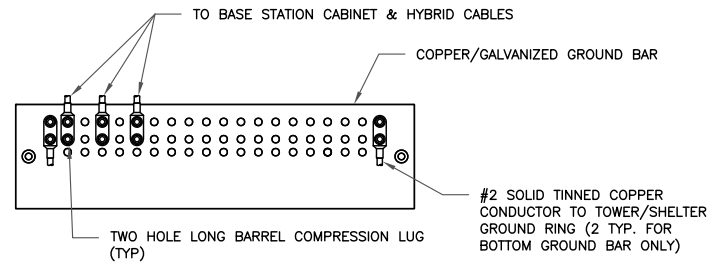 TO BASE STATION CABINET & HYBRID CABLES
COPPER/GALVANIZED GROUND BAR
#2 SOLID TINNED COPPER
CONDUCTOR TO TOWER/SHELTER
GROUND RING (2 TYP. FOR
BOTTOM GROUND BAR ONLY)
TWO HOLE LONG BARREL COMPRESSION LUG
(TYP)